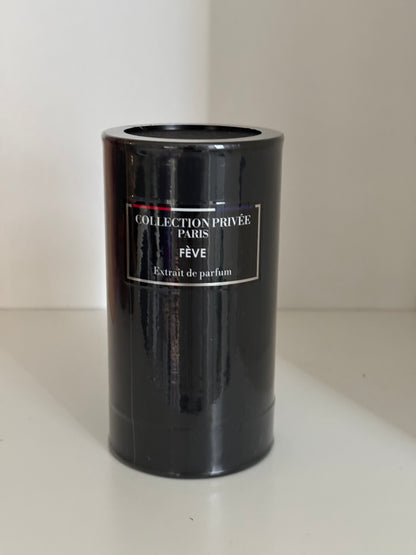 COLLECTION PRIVÉE
PARIS
FÈVE
Extrait de parfum